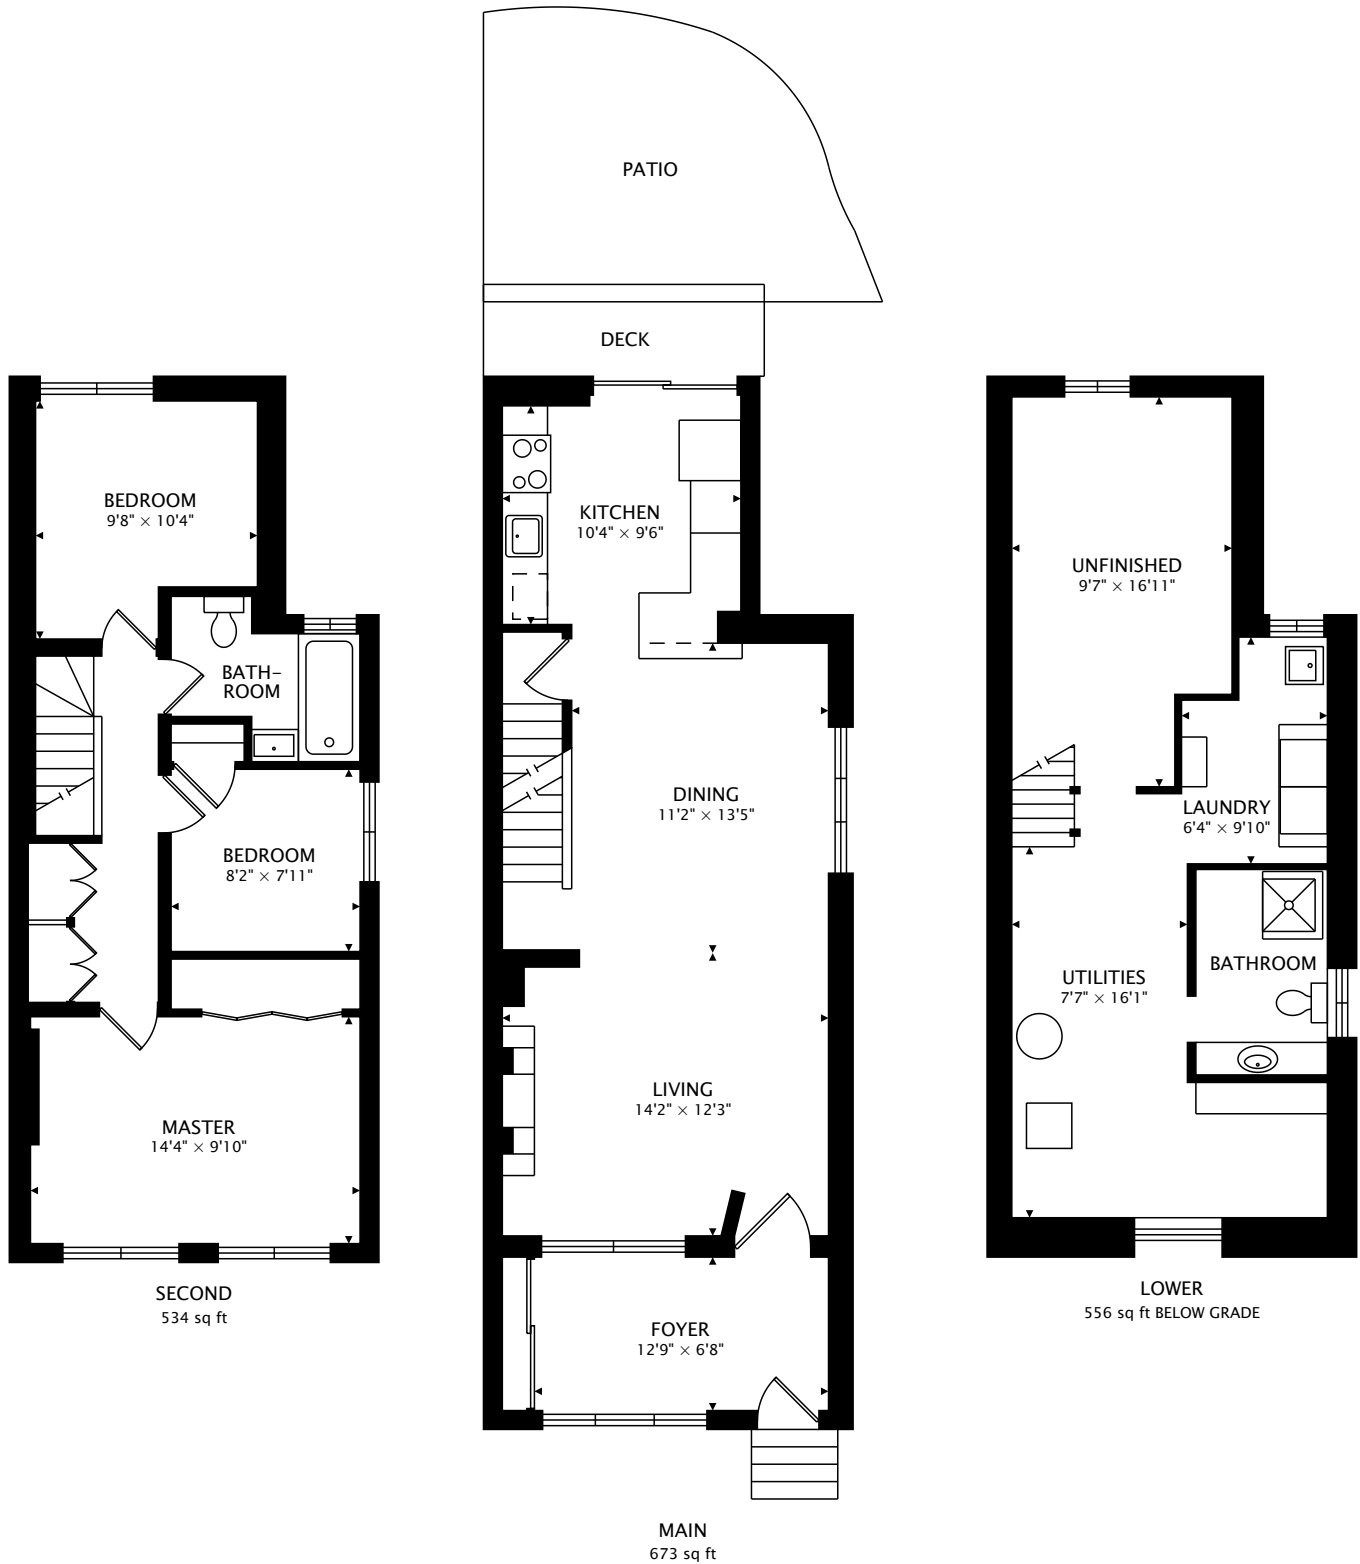 BEDROOM
9'8" × 10'4"
BATH-
ROOM
BEDROOM
8'2" × 7'11"
MASTER
14'4" × 9'10"
SECOND
534 sq ft
PATIO
DECK
KITCHEN
10'4" × 9'6"
DINING
11'2" × 13'5"
LIVING
14'2" × 12'3"
FOYER
12'9" × 6'8"
MAIN
673 sq ft
UNFINISHED
9'7" × 16'11"
LAUNDRY
6'4" × 9'10"
BATHROOM
UTILITIES
7'7" × 16'1"
LOWER
556 sq ft BELOW GRADE